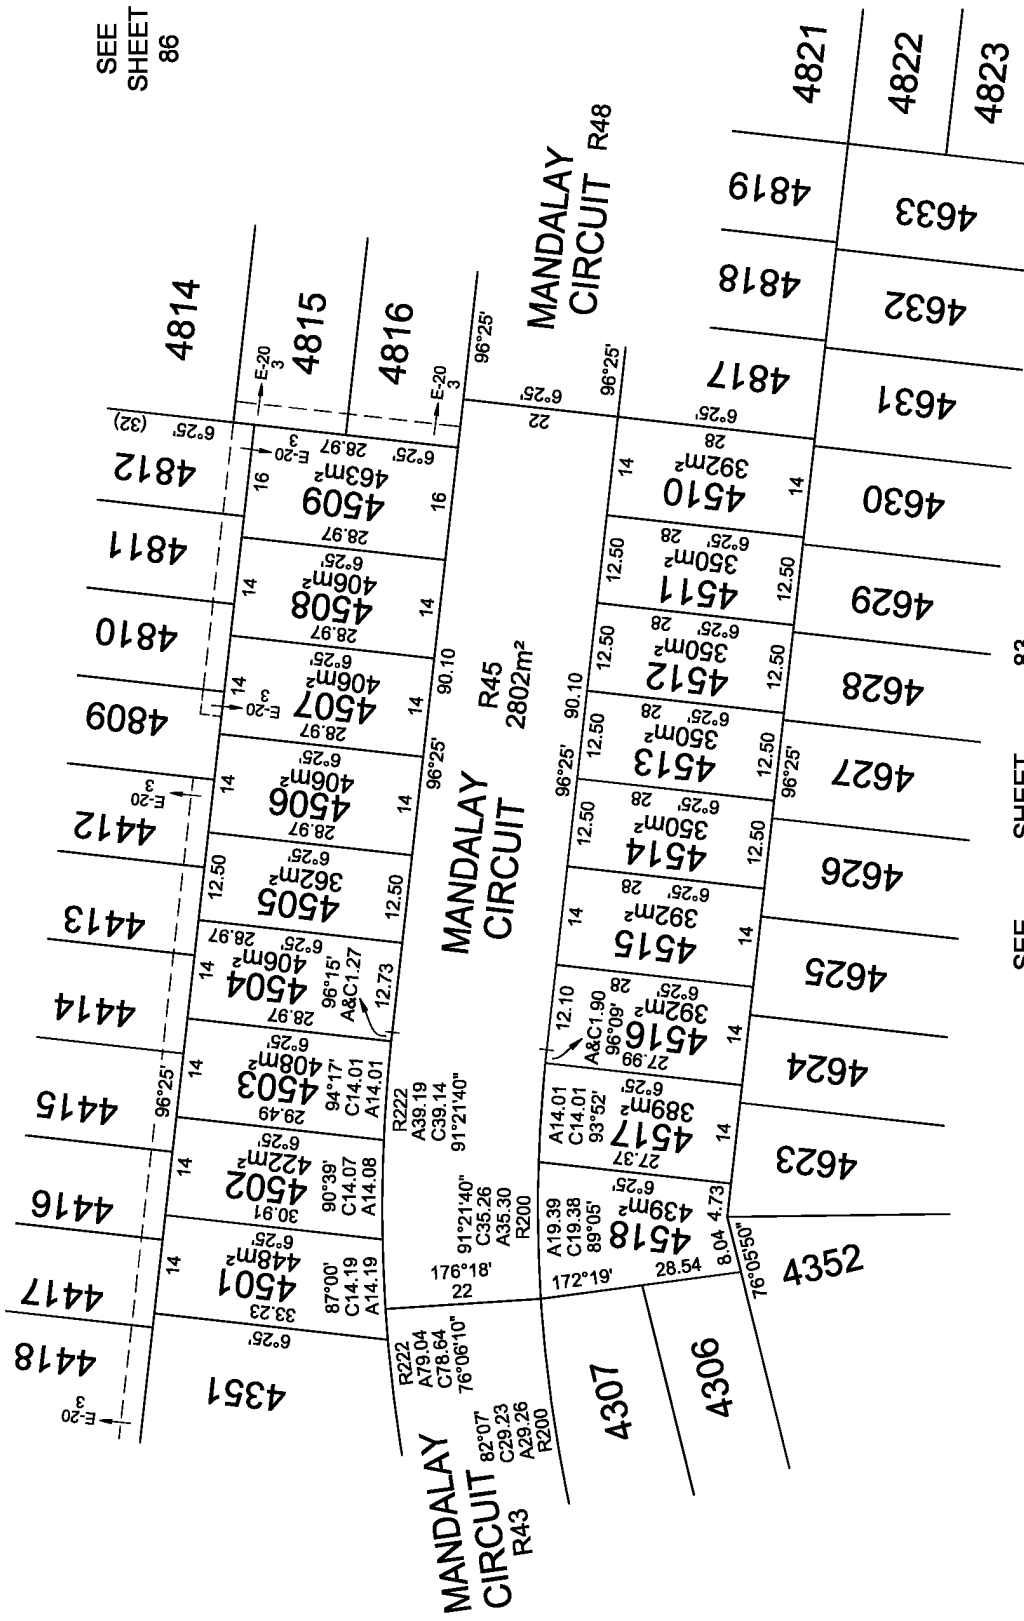 SEE
SHEET
86
4814
4815
4816
E-20
3
E-20
3
96°25'
MANDALAY
CIRCUIT R48
96°25'
6°25'
22
4821
4822
4823
4819
4818
4817
4633
4632
4631
4630
4629
4628
4627
4626
4625
4624
4623
4812
4811
4810
4809
4412
4413
4414
4415
4416
4417
4418
(32)
6°25'
E-20
3
E-20
3
E-20
3
E-20
3
96°25'
16
4509
463m²
28.97
6°25'
16
28.97
14
4508
406m²
6°25'
14
28.97
14
4507
406m²
6°25'
14
28.97
14
4506
406m²
6°25'
14
28.97
12.50
4505
362m²
6°25'
12.50
28.97
14
4504
406m²
6°25'
96°15'
A&C1.27
12.73
28.97
14
4503
408m²
6°25'
94°17'
C14.01
A14.01
29.49
14
4502
422m²
6°25'
90°39'
C14.07
A14.08
30.91
14
4501
448m²
6°25'
87°00'
C14.19
A14.19
33.23
6°25'
4351
90.10
96°25'
R45
2802m²
MANDALAY
CIRCUIT
90.10
96°25'
R222
A39.19
C39.14
91°21'40"
91°21'40"
C35.26
A35.30
R200
176°18'
22
R222
A79.04
C78.64
76°06'10"
82°07'
C29.23
A29.26
R200
MANDALAY
CIRCUIT
R43
6°25'
28
14
4510
392m²
14
28
6°25'
12.50
4511
350m²
12.50
28
6°25'
12.50
4512
350m²
12.50
28
6°25'
12.50
4513
350m²
12.50
96°25'
28
6°25'
12.50
4514
350m²
12.50
28
6°25'
14
4515
392m²
14
28
6°25'
12.10
A&C1.90
96°09'
4516
392m²
14
27.99
6°25'
A14.01
C14.01
93°52'
4517
389m²
14
27.37
6°25'
A19.39
C19.38
89°05'
4518
439m²
4.73
8.04
76°05'50"
172°19'
28.54
4352
4307
4306
SEE
SHEET
83